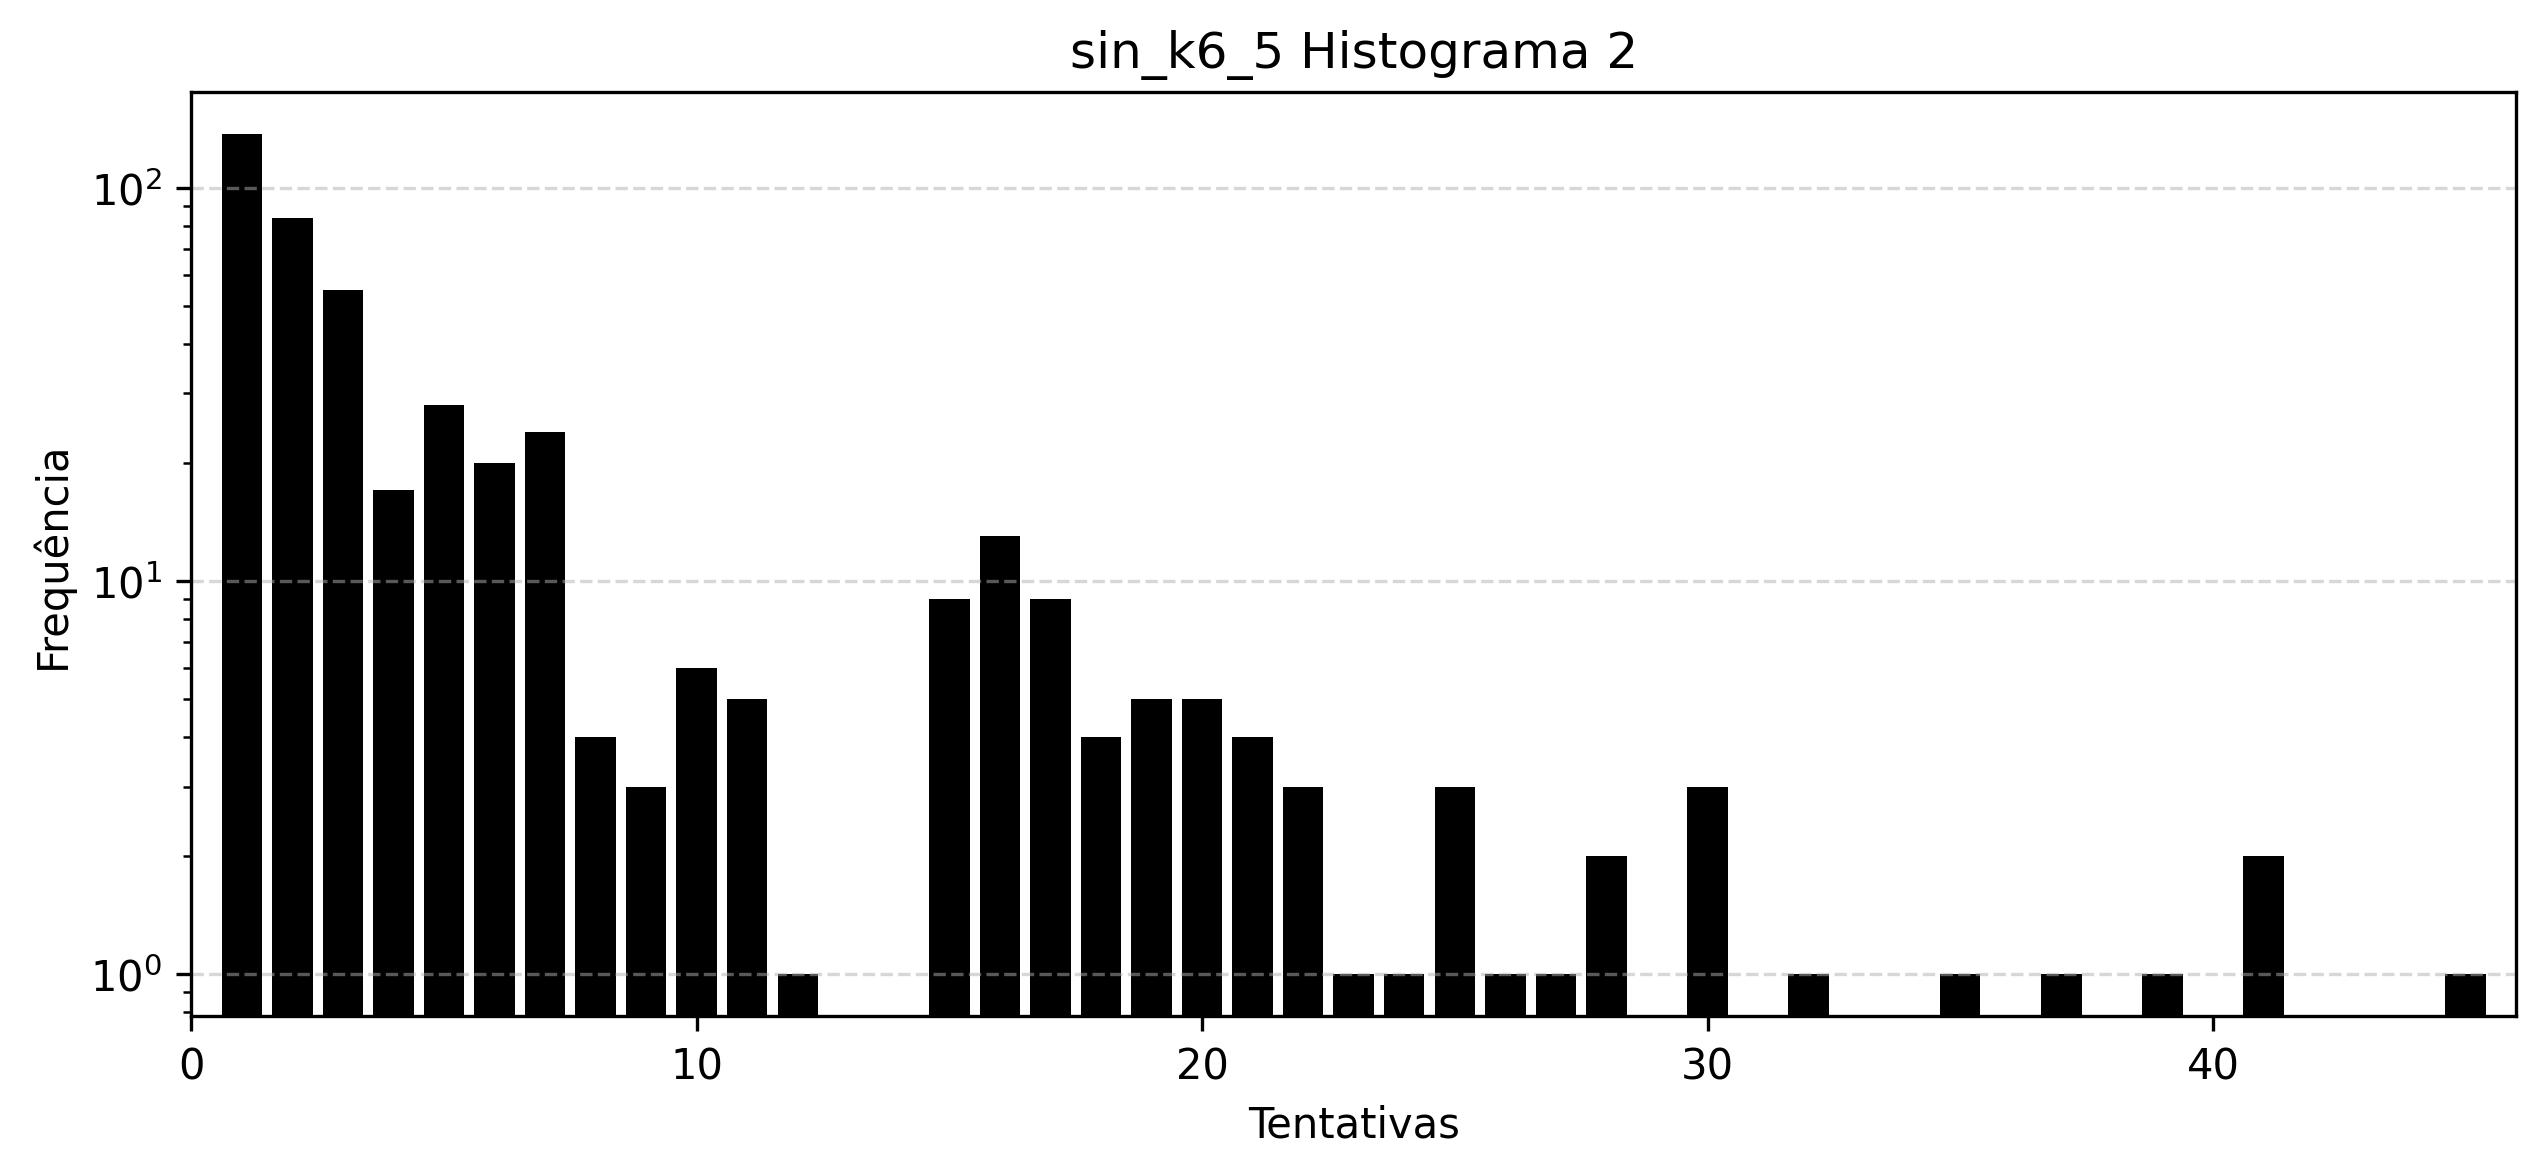 sin_k6_5 Histograma 2
Frequência
10²
10¹
10⁰
0 10 20 30 40
Tentativas